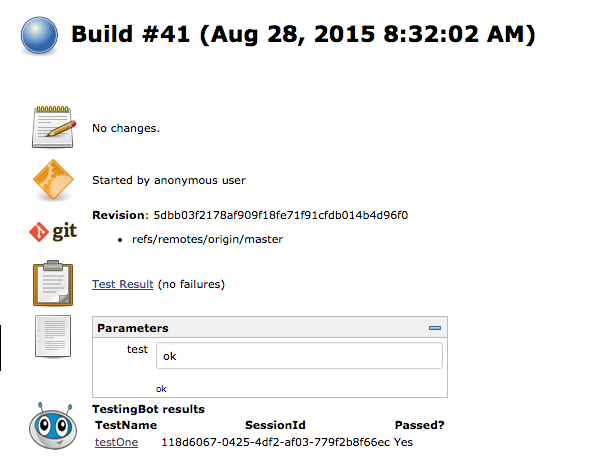 Build #41 (Aug 28, 2015 8:32:02 AM)
No changes.
Started by anonymous user
Revision: 5dbb03f2178af909f18fe71f91cfdb014b4d96f0
git
refs/remotes/origin/master
Test Result (no failures)
Parameters
test
ok
ok
TestingBot results
TestName SessionId Passed?
testOne 118d6067-0425-4df2-af03-779f2b8f66ec Yes